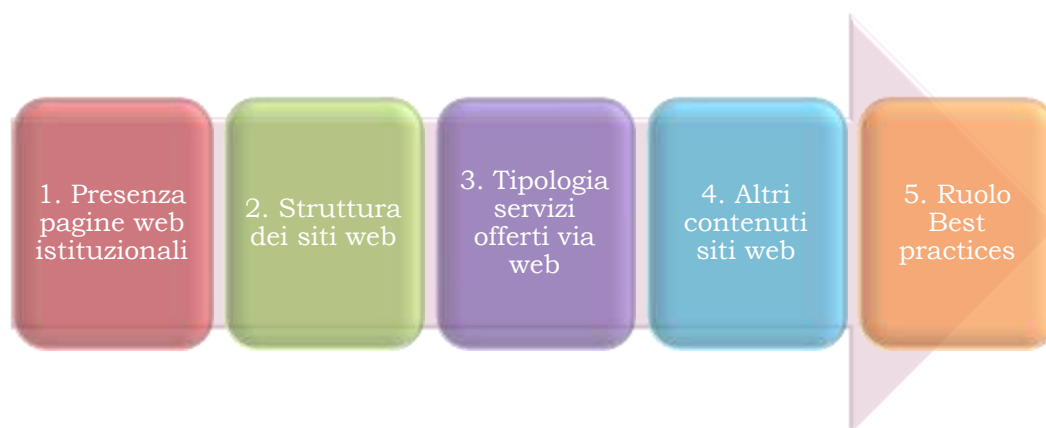 1. Presenza
pagine web
istituzionali
2. Struttura
dei siti web
3. Tipologia
servizi
offerti via
web
4. Altri
contenuti
siti web
5. Ruolo
Best
practices